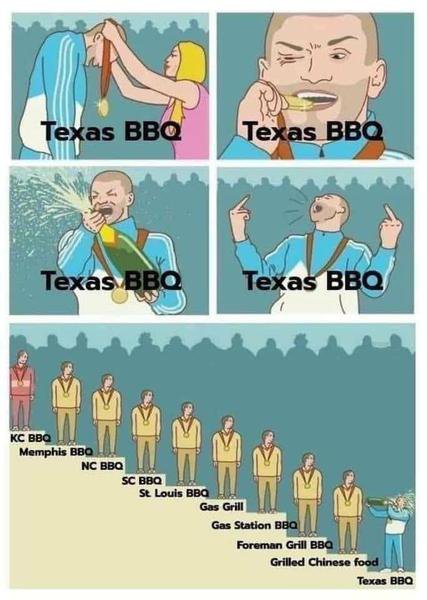 Texas BBQ
Texas BBQ
Texas BBQ
Texas BBQ
KC BBQ
Memphis BBQ
NC BBQ
SC BBQ
St. Louis BBQ
Gas Grill
Gas Station BBQ
Foreman Grill BBQ
Grilled Chinese food
Texas BBQ